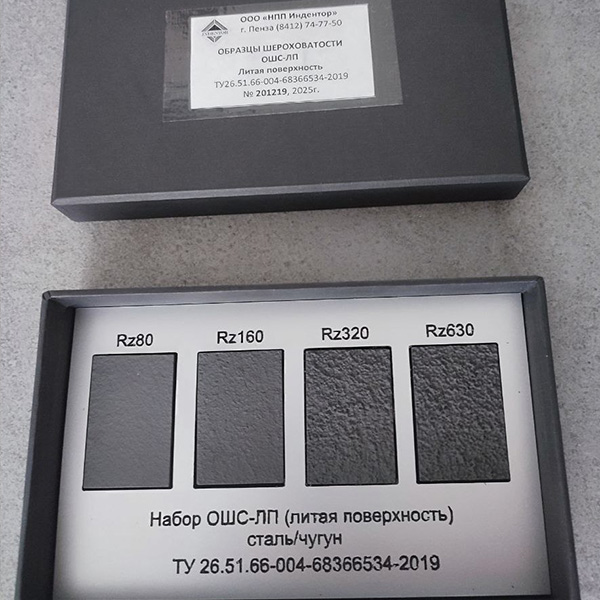 ООО «НПП Индентор»
г. Пенза (8412) 74-77-50
ОБРАЗЦЫ ШЕРОХОВАТОСТИ
ОШС-ЛП
Литая поверхность
ТУ26.51.66-004-68366534-2019
№ 201219, 2025г.
Rz80 Rz160 Rz320 Rz630
Набор ОШС-ЛП (литая поверхность)
сталь/чугун
ТУ 26.51.66-004-68366534-2019